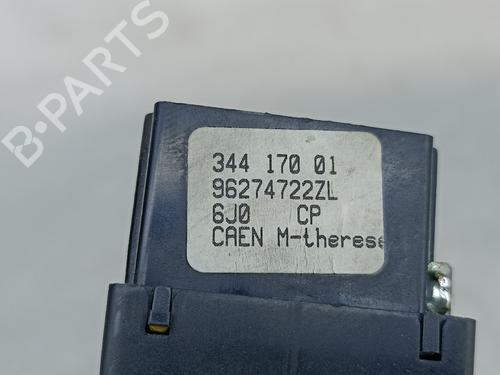 B-PARTS
344 170 01
96274722ZL
6J0 CP
CAEN M-therese